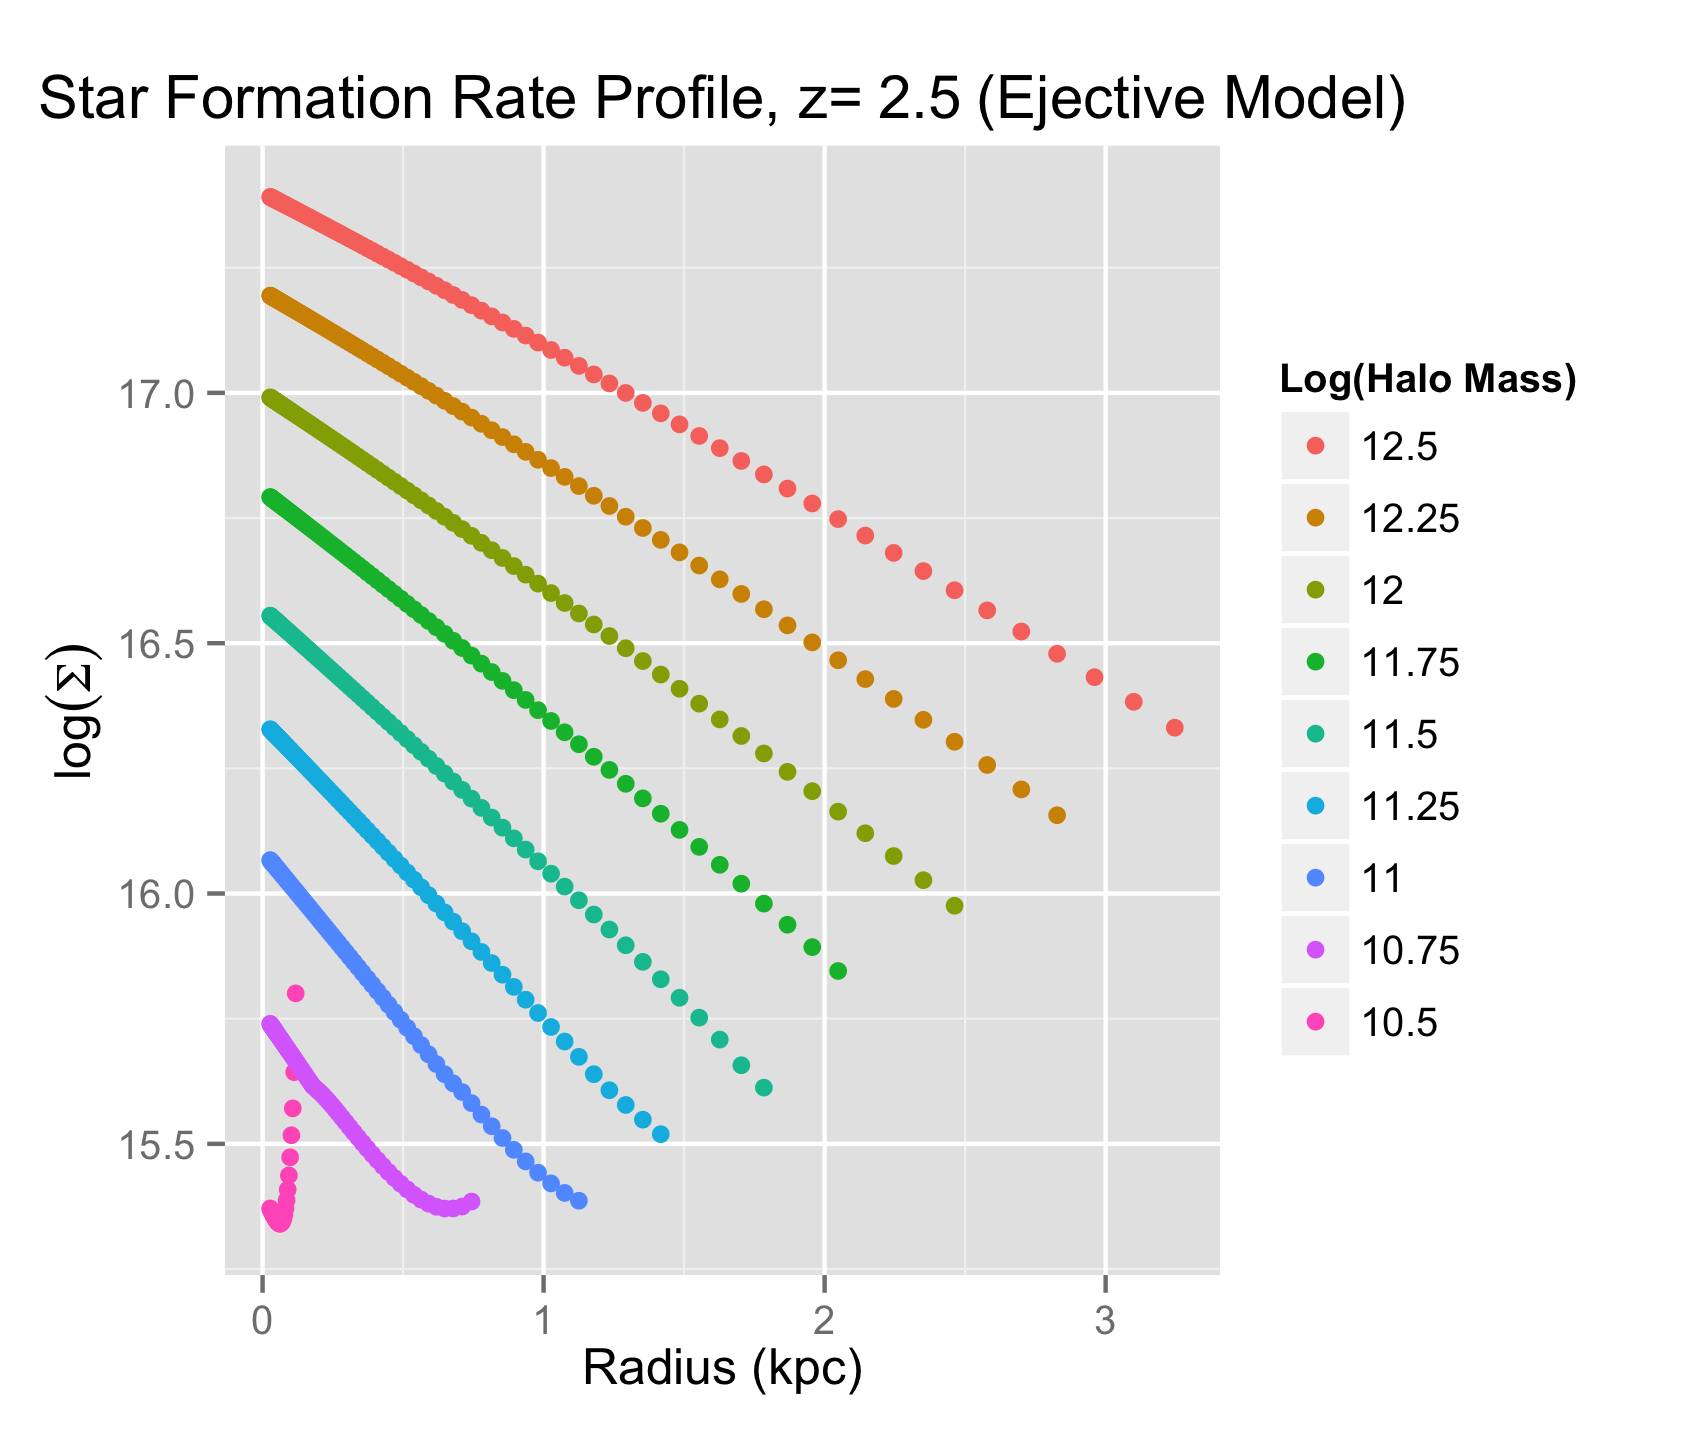 Star Formation Rate Profile, z= 2.5 (Ejective Model)
17.0
16.5
16.0
15.5
log(Σ)
0 1 2 3
Radius (kpc)
Log(Halo Mass)
12.5
12.25
12
11.75
11.5
11.25
11
10.75
10.5